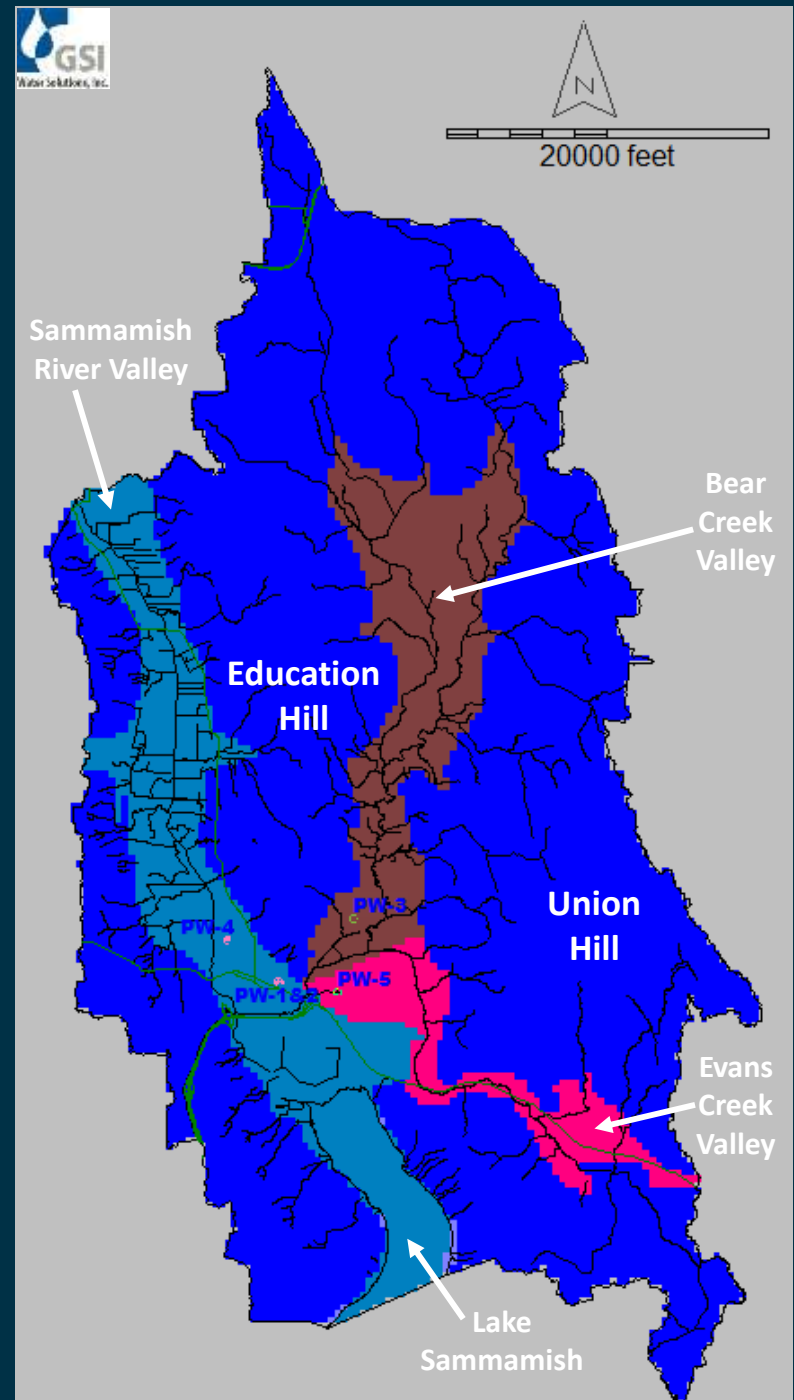 GSI
Water Solutions, Inc.
N
20000 feet
Sammamish
River Valley
Bear
Creek
Valley
Education
Hill
PW-3
Union
Hill
PW-4
PW-5
PW-1&2
Evans
Creek
Valley
Lake
Sammamish